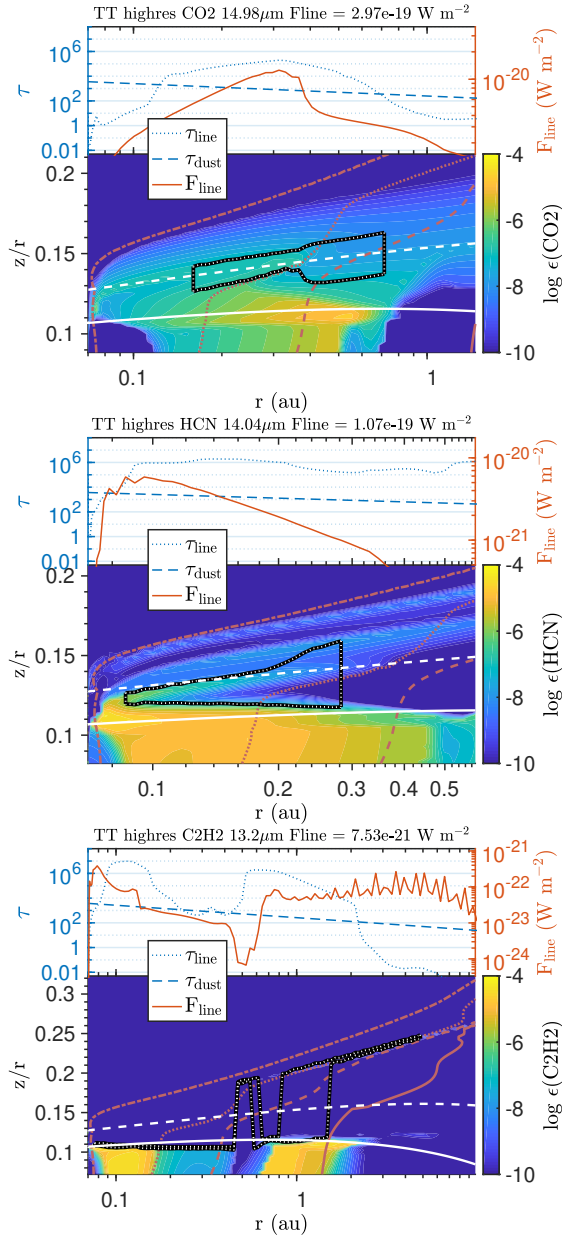 TT highres CO2 14.98μm Fline = 2.97e-19 W m⁻²
10⁶
10⁴
10²
1
0.01
τ
10⁻²⁰
F_line (W m⁻²)
τ_line
τ_dust
F_line
0.2
0.15
0.1
z/r
0.1
1
r (au)
-4
-6
-8
-10
log ϵ(CO2)
TT highres HCN 14.04μm Fline = 1.07e-19 W m⁻²
10⁶
10⁴
10²
1
0.01
τ
10⁻²⁰
10⁻²¹
F_line (W m⁻²)
τ_line
τ_dust
F_line
0.2
0.15
0.1
z/r
0.1
0.2
0.3
0.4
0.5
r (au)
-4
-6
-8
-10
log ϵ(HCN)
TT highres C2H2 13.2μm Fline = 7.53e-21 W m⁻²
10⁶
10⁴
10²
1
0.01
τ
10⁻²¹
10⁻²²
10⁻²³
10⁻²⁴
F_line (W m⁻²)
τ_line
τ_dust
F_line
0.3
0.25
0.2
0.15
0.1
z/r
0.1
1
r (au)
-4
-6
-8
-10
log ϵ(C2H2)